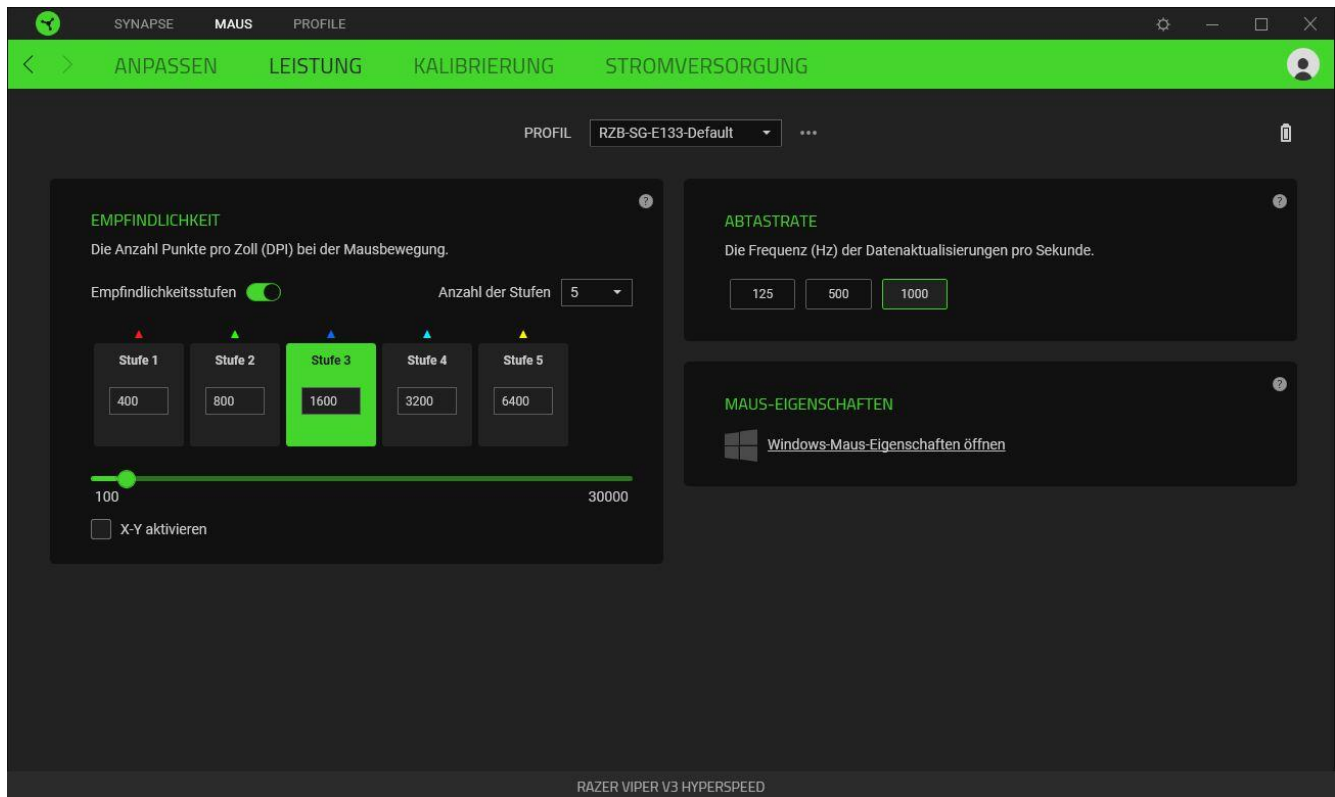 SYNAPSE MAUS PROFILE
ANPASSEN LEISTUNG KALIBRIERUNG STROMVERSORGUNG
PROFIL RZB-SG-E133-Default
EMPFINDLICHKEIT
Die Anzahl Punkte pro Zoll (DPI) bei der Mausbewegung.
Empfindlichkeitsstufen Anzahl der Stufen 5
Stufe 1 Stufe 2 Stufe 3 Stufe 4 Stufe 5
400 800 1600 3200 6400
100 30000
X-Y aktivieren
ABTASTRATE
Die Frequenz (Hz) der Datenaktualisierungen pro Sekunde.
125 500 1000
MAUS-EIGENSCHAFTEN
Windows-Maus-Eigenschaften öffnen
RAZER VIPER V3 HYPERSPEED